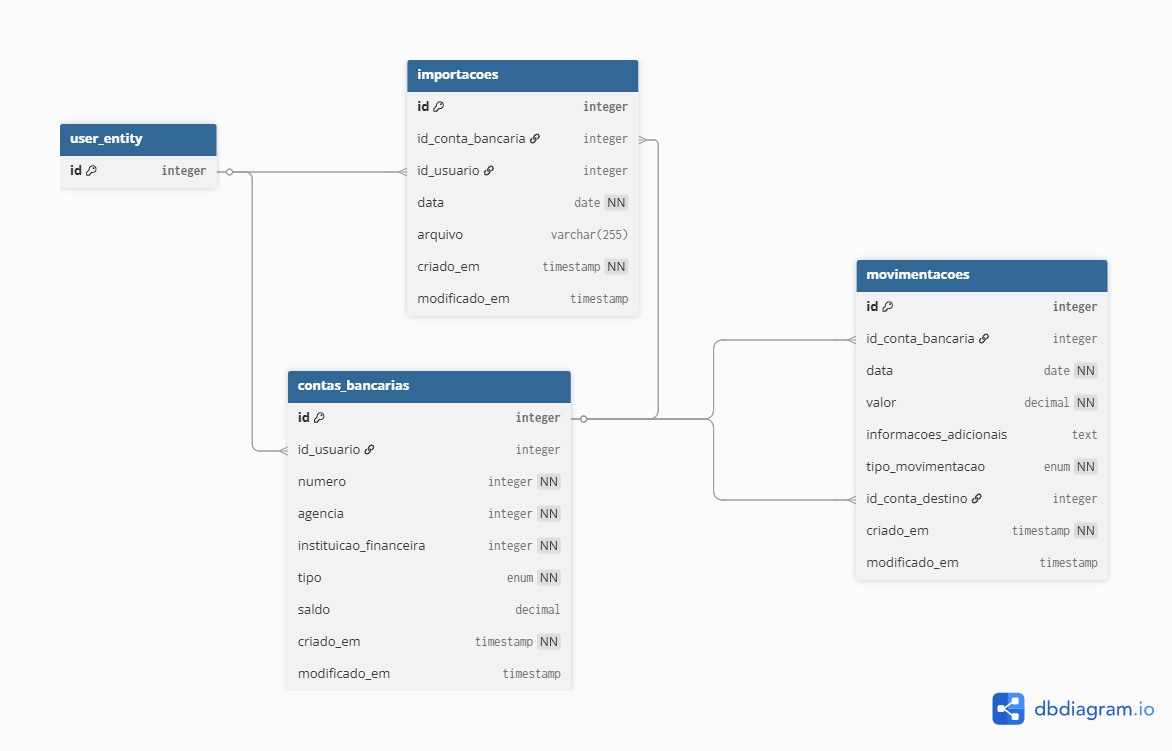 user_entity
id integer
importacoes
id integer
id_conta_bancaria integer
id_usuario integer
data date NN
arquivo varchar(255)
criado_em timestamp NN
modificado_em timestamp
contas_bancarias
id integer
id_usuario integer
numero integer NN
agencia integer NN
instituicao_financeira integer NN
tipo enum NN
saldo decimal
criado_em timestamp NN
modificado_em timestamp
movimentacoes
id integer
id_conta_bancaria integer
data date NN
valor decimal NN
informacoes_adicionais text
tipo_movimentacao enum NN
id_conta_destino integer
criado_em timestamp NN
modificado_em timestamp
dbdiagram.io